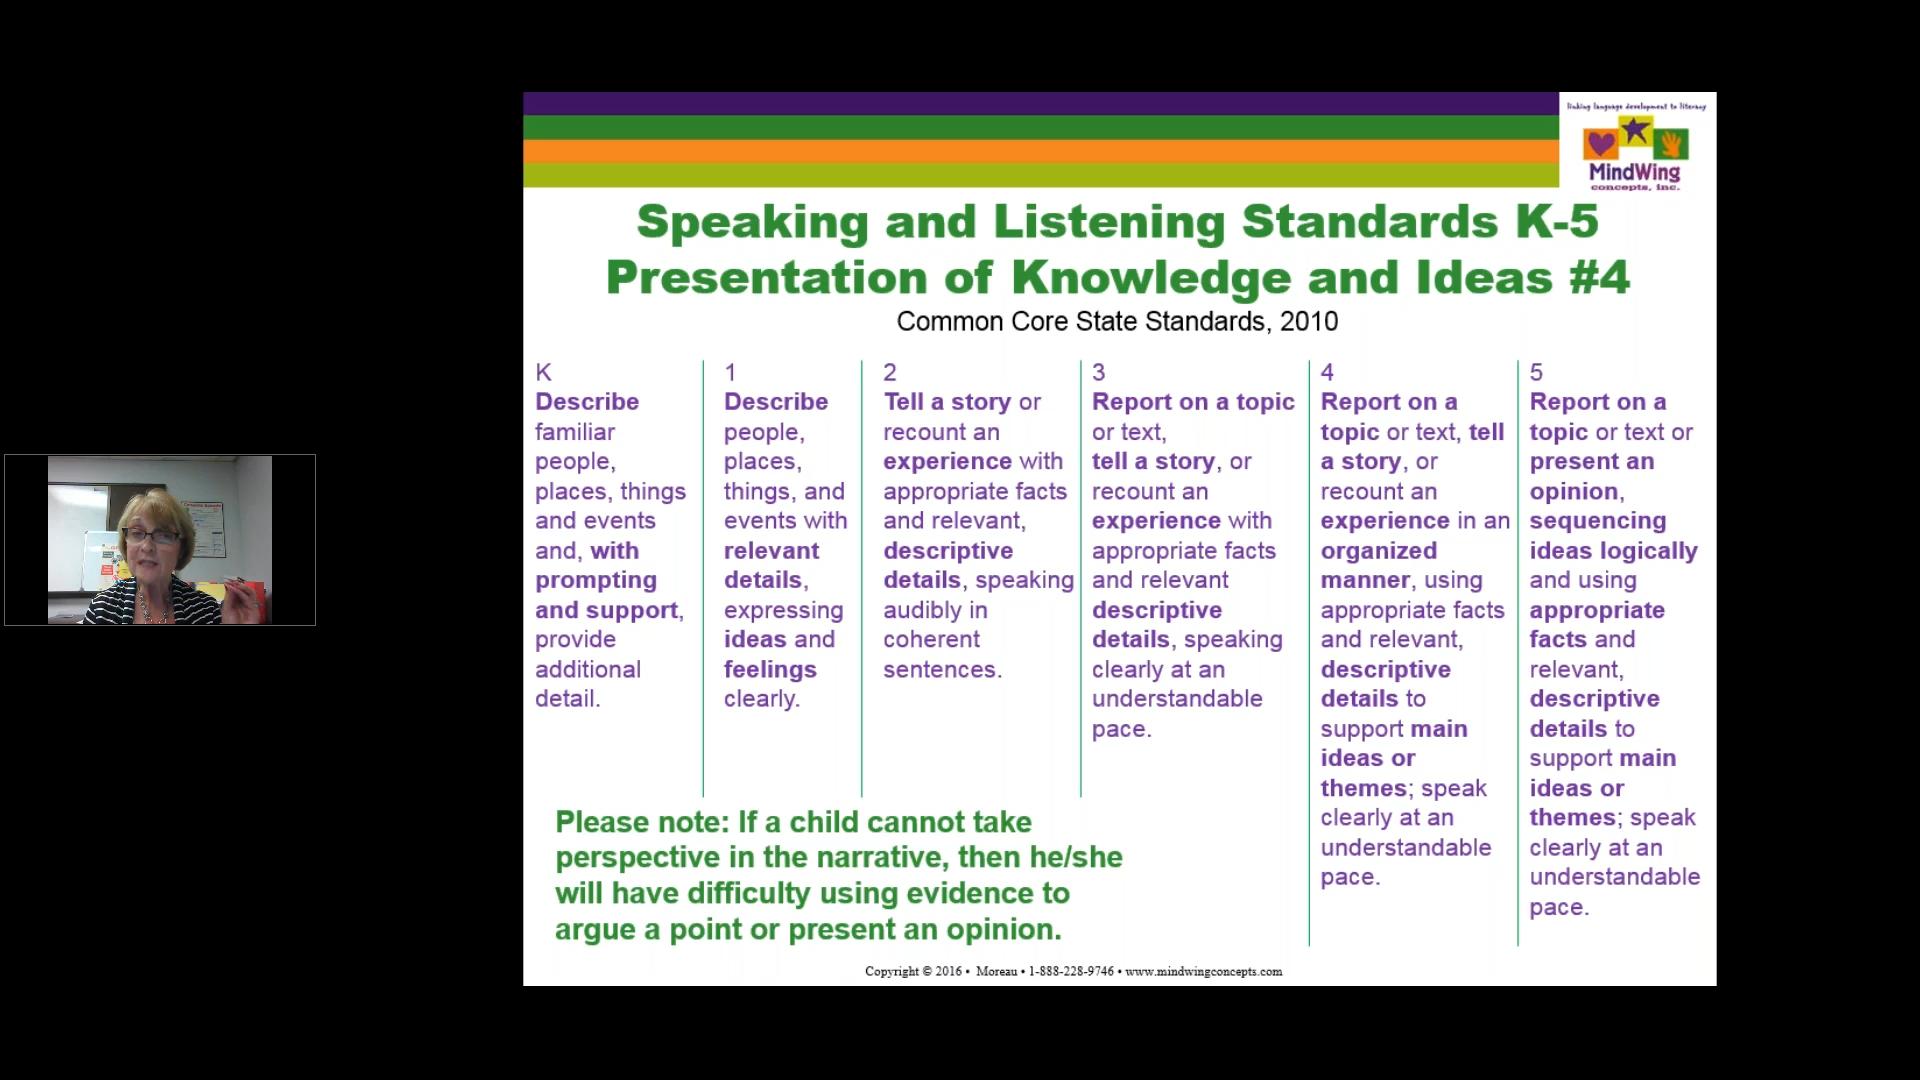 linking language development to literacy
MindWing
concepts, inc.
Speaking and Listening Standards K-5
Presentation of Knowledge and Ideas #4
Common Core State Standards, 2010
K
Describe
familiar
people,
places, things
and events
and, with
prompting
and support,
provide
additional
detail.
1
Describe
people,
places,
things, and
events with
relevant
details,
expressing
ideas and
feelings
clearly.
2
Tell a story or
recount an
experience with
appropriate facts
and relevant,
descriptive
details, speaking
audibly in
coherent
sentences.
3
Report on a topic
or text,
tell a story, or
recount an
experience with
appropriate facts
and relevant
descriptive
details, speaking
clearly at an
understandable
pace.
4
Report on a
topic or text, tell
a story, or
recount an
experience in an
organized
manner, using
appropriate facts
and relevant,
descriptive
details to
support main
ideas or
themes; speak
clearly at an
understandable
pace.
5
Report on a
topic or text or
present an
opinion,
sequencing
ideas logically
and using
appropriate
facts and
relevant,
descriptive
details to
support main
ideas or
themes; speak
clearly at an
understandable
pace.
Please note: If a child cannot take
perspective in the narrative, then he/she
will have difficulty using evidence to
argue a point or present an opinion.
Copyright © 2016 • Moreau • 1-888-228-9746 • www.mindwingconcepts.com